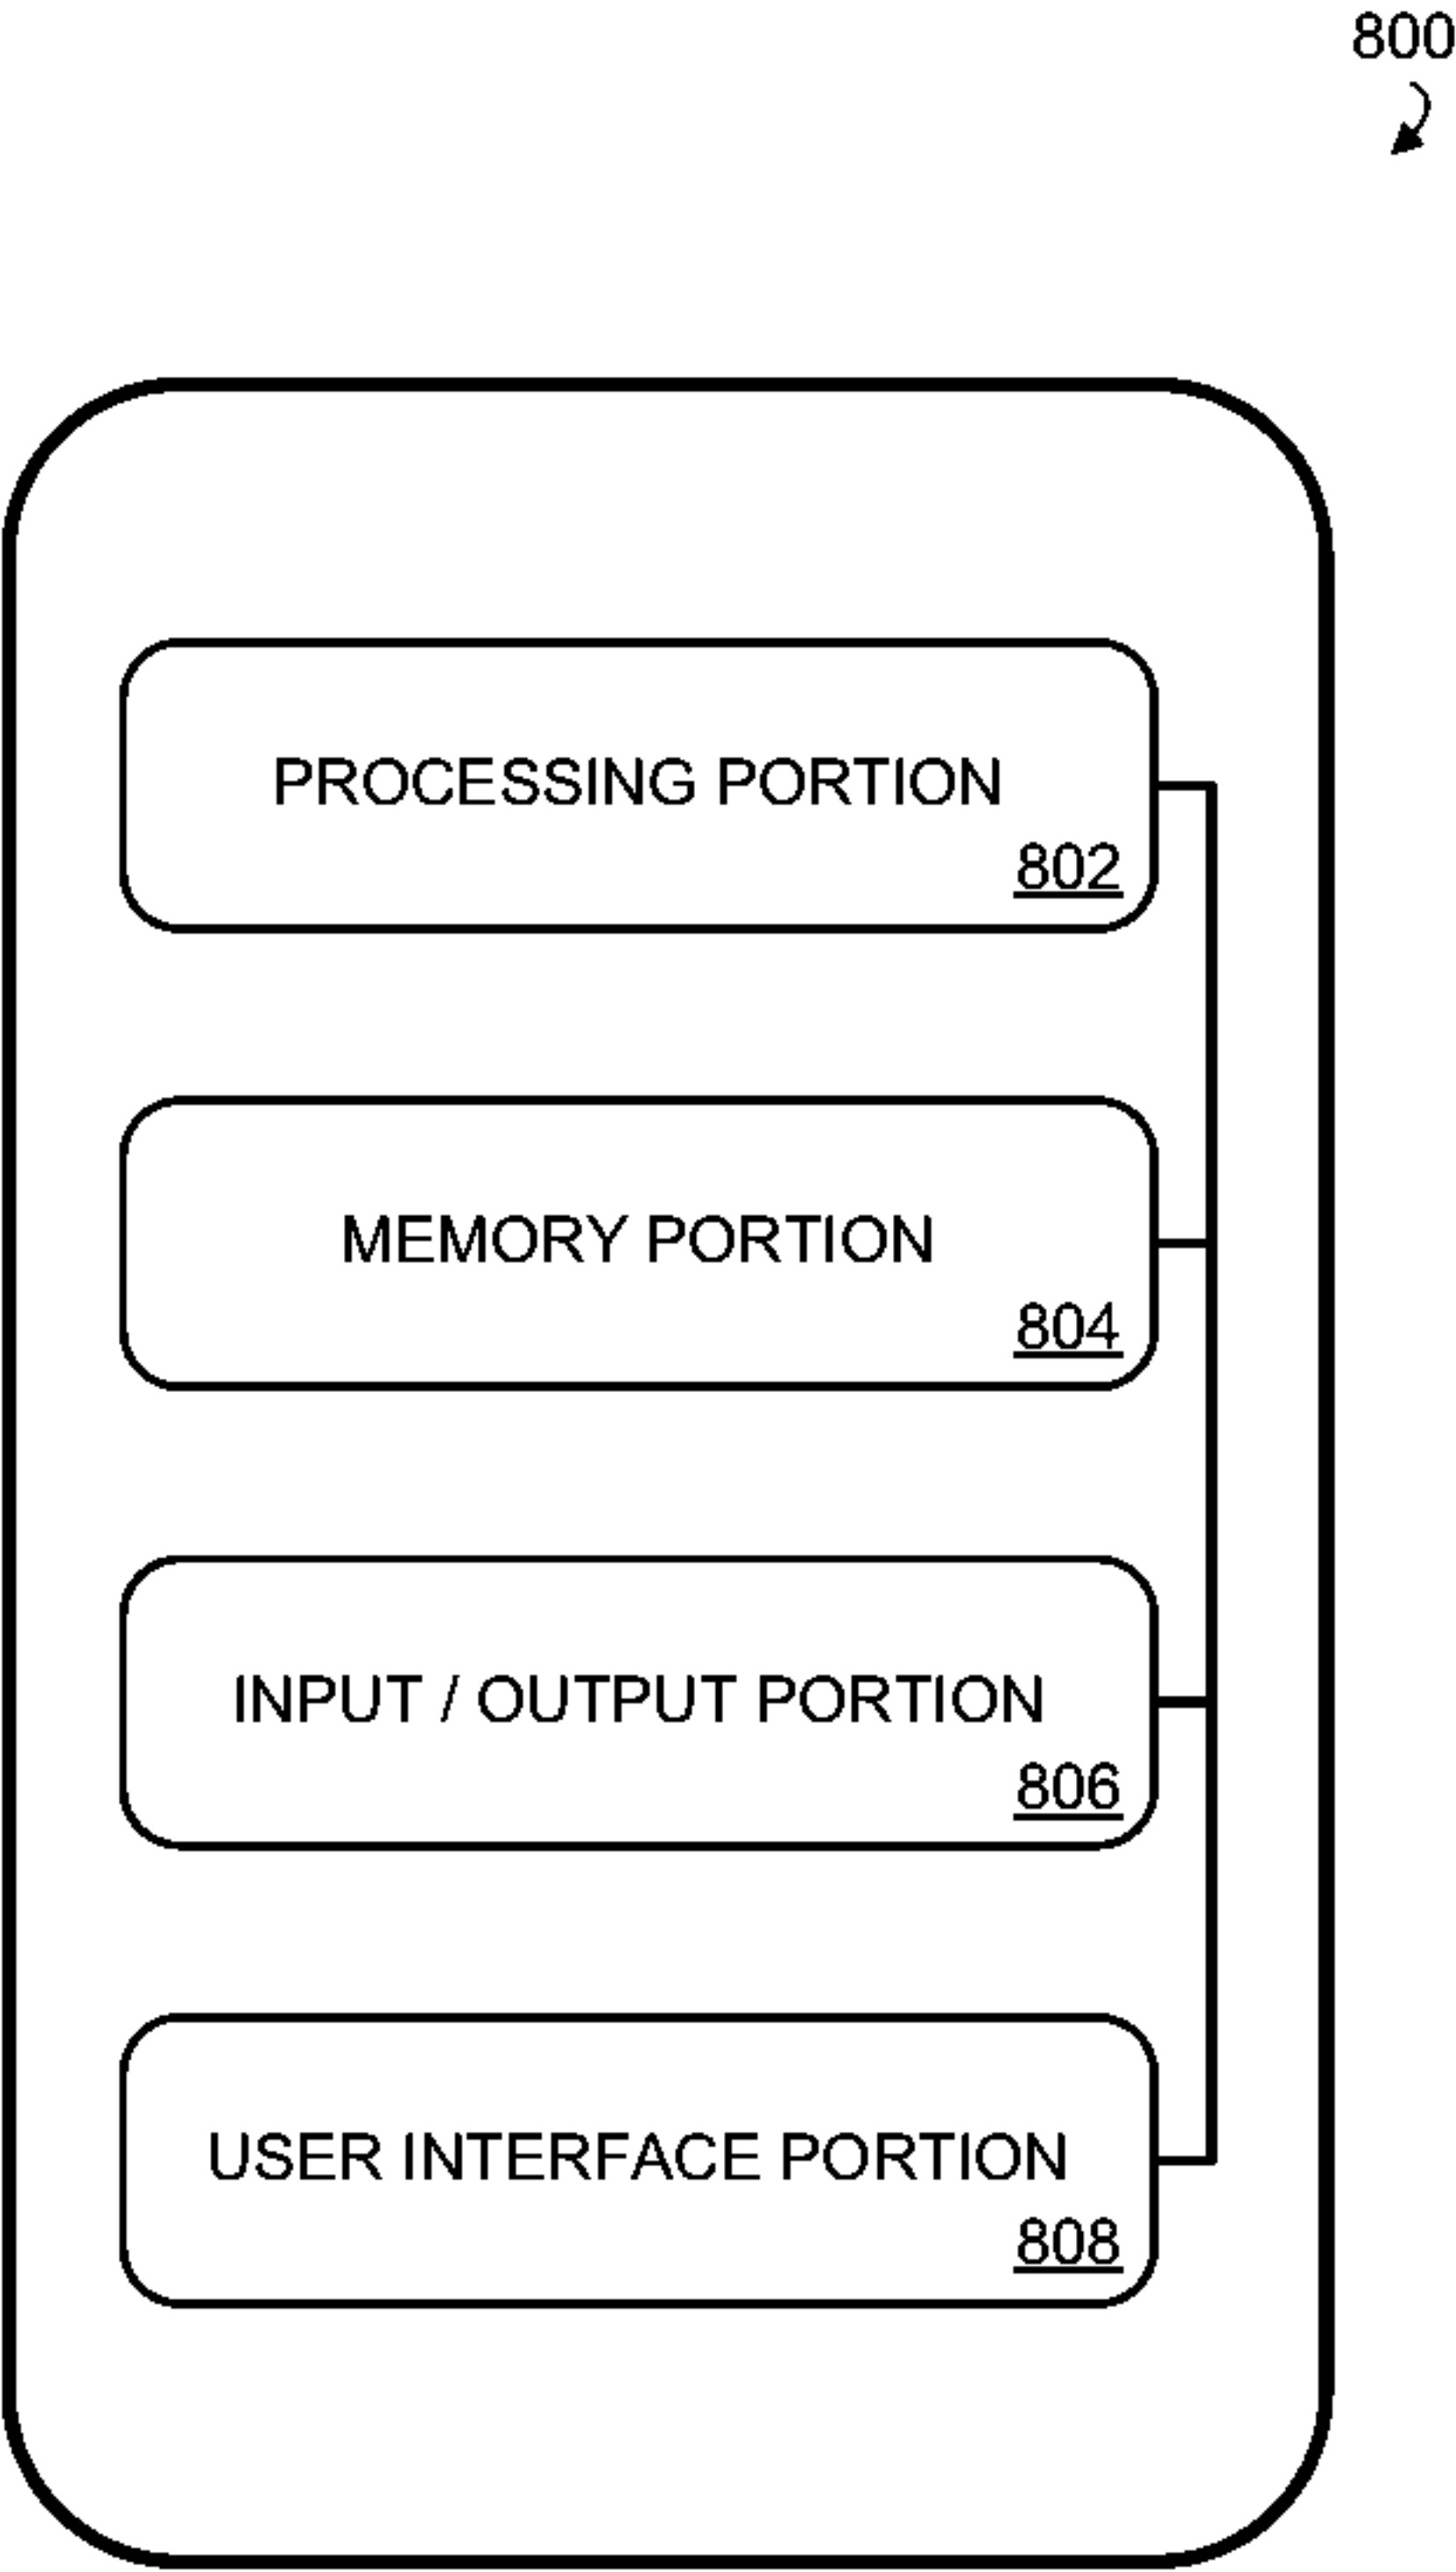 800
PROCESSING PORTION
802
MEMORY PORTION
804
INPUT / OUTPUT PORTION
806
USER INTERFACE PORTION
808